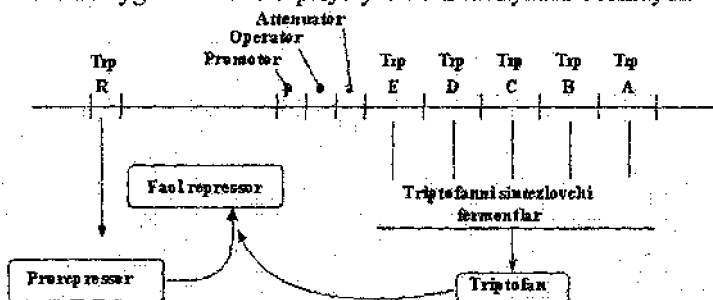 Attenuator
Operator
Promotor
Trp Trp Trp Trp Trp Trp
R p o a E D C B A
Faol repressor
Triptofanni sintezlovchi
fermentlar
Prorepressor
Triptofan